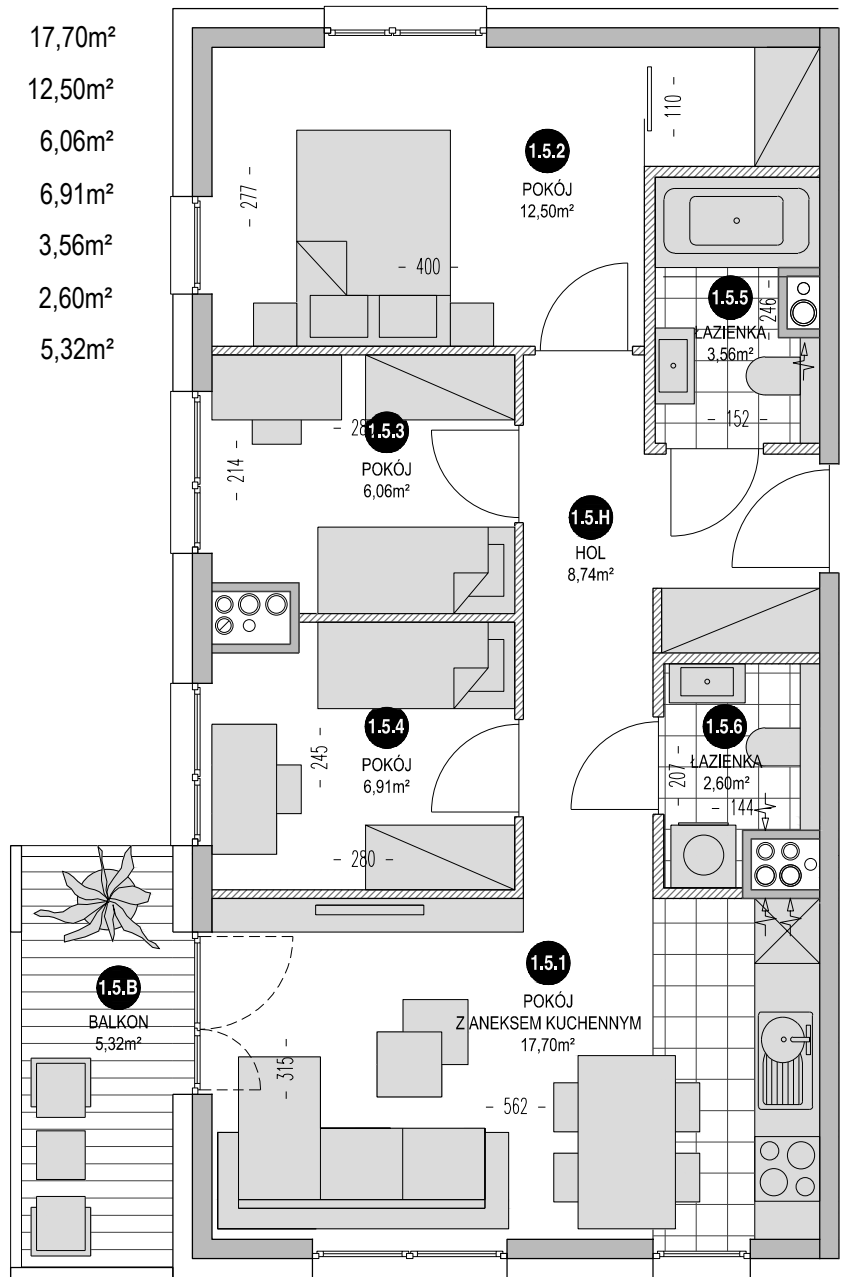 17,70m²
12,50m²
6,06m²
6,91m²
3,56m²
2,60m²
5,32m²
1.5.2
POKÓJ
12,50m²
- 110 -
- 277 -
- 400 -
1.5.5
ŁAZIENKA
3,56m²
- 246 -
- 152 -
1.5.3
POKÓJ
6,06m²
- 214 -
1.5.H
HOL
8,74m²
1.5.4
POKÓJ
6,91m²
- 245 -
- 280 -
1.5.6
ŁAZIENKA
2,60m²
- 207 -
- 144
1.5.B
BALKON
5,32m²
1.5.1
POKÓJ
Z ANEKSEM KUCHENNYM
17,70m²
- 315 -
- 562 -